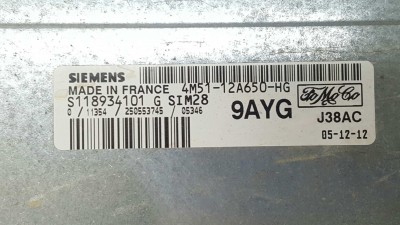 SIEMENS
MADE IN FRANCE 4M51-12A650-HG
S118934101 G SIM28
0 / 11354 / 250553745 / 05346
9AYG
FoMoCo
J38AC
05-12-12